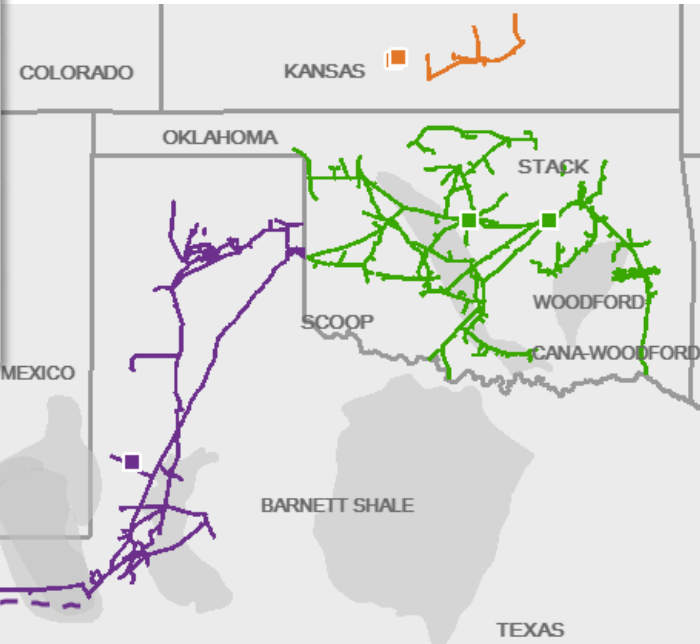 COLORADO
KANSAS
OKLAHOMA
STACK
WOODFORD
SCOOP
CANA-WOODFORD
MEXICO
BARNETT SHALE
TEXAS